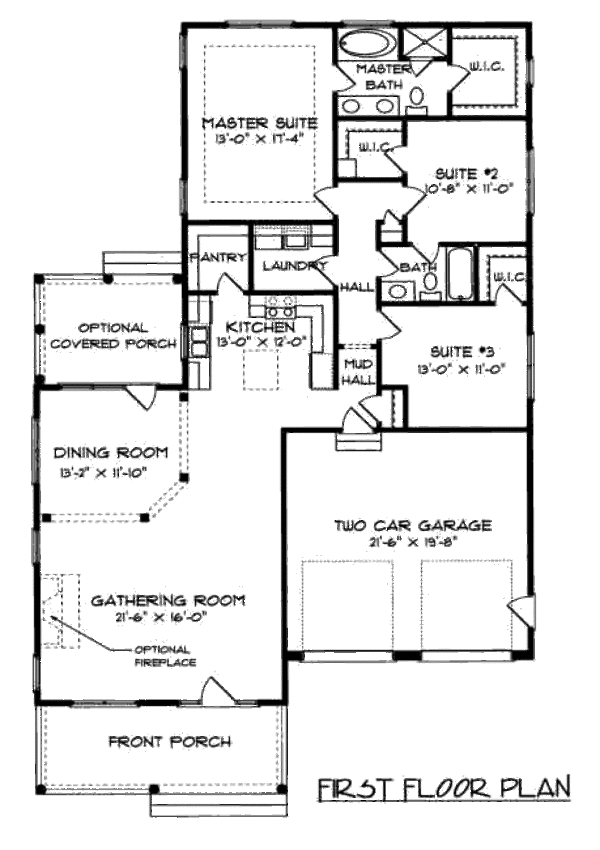 MASTER
BATH
W.I.C.
MASTER SUITE
13'-0" X 17'-4"
W.I.C.
SUITE #2
10'-8" X 11'-0"
PANTRY
LAUNDRY
BATH
W.I.C.
HALL
OPTIONAL
COVERED PORCH
KITCHEN
13'-0" X 12'-0"
SUITE #3
13'-0" X 11'-0"
MUD
HALL
DINING ROOM
13'-2" X 11'-10"
TWO CAR GARAGE
21'-6" X 19'-8"
GATHERING ROOM
21'-6" X 16'-0"
OPTIONAL
FIREPLACE
FRONT PORCH
FIRST FLOOR PLAN